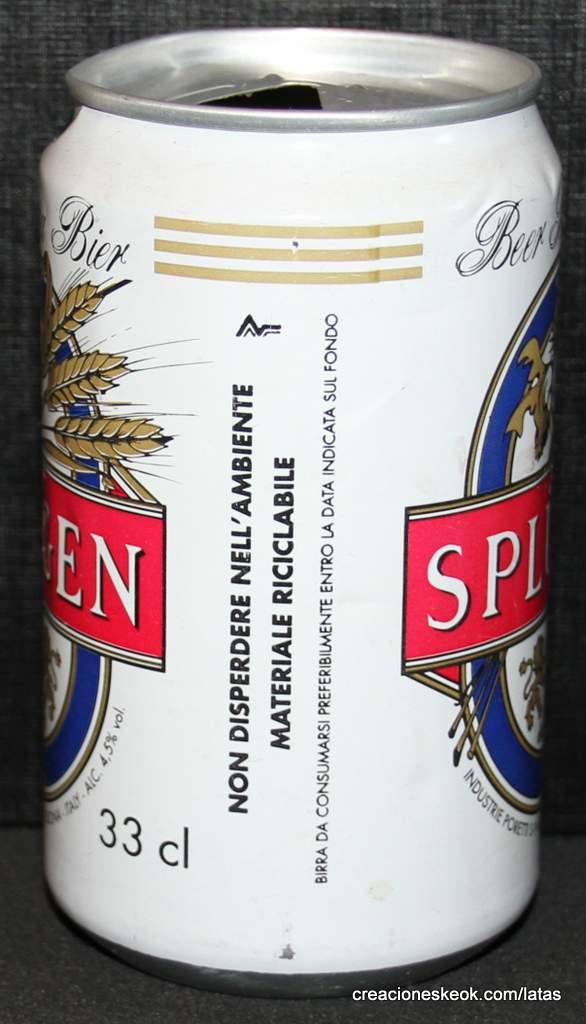 Bier
Beer
GEN
SPLÜ
NON DISPERDERE NELL'AMBIENTE
MATERIALE RICICLABILE
BIRRA DA CONSUMARSI PREFERIBILMENTE ENTRO LA DATA INDICATA SUL FONDO
ITALY - ALC. 4,5% vol.
33 cl
INDUSTRIE PORETTI
creacioneskeok.com/latas